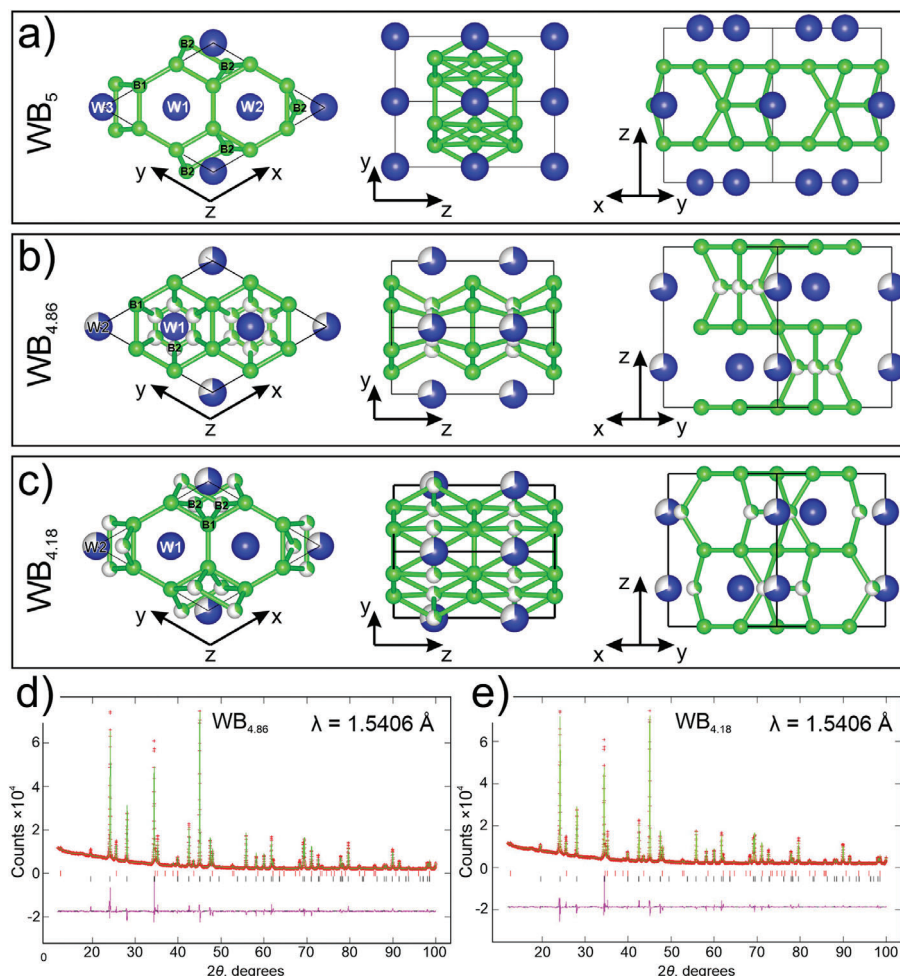 a)
WB5
B2
B2
B1
W3
W1
W2
B2
B2
B2
y
x
z
y
z
z
x
y
b)
WB4.86
B1
W2
W1
B2
y
x
z
y
z
z
x
y
c)
WB4.18
B2
B2
B1
W2
W1
y
x
z
y
z
z
x
y
d)
WB4.86
λ = 1.5406 Å
Counts ×10⁴
6
4
2
0
-2
0
20
30
40
50
60
70
80
90
100
2θ, degrees
e)
WB4.18
λ = 1.5406 Å
Counts ×10⁴
6
4
2
0
-2
20
30
40
50
60
70
80
90
100
2θ, degrees